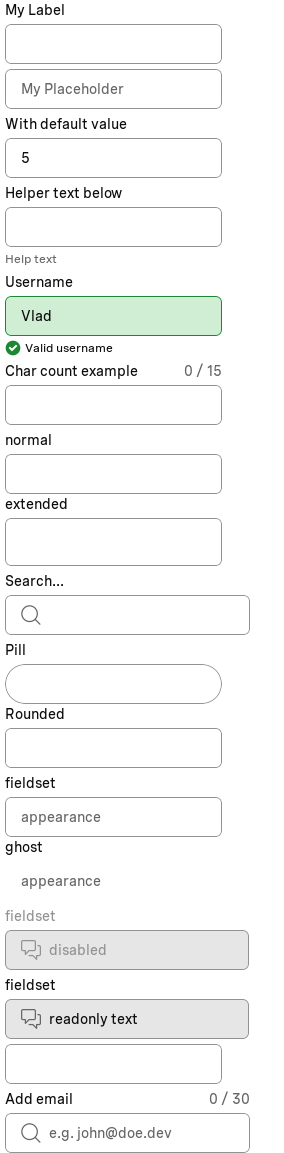 My Label
My Placeholder
With default value
5
Helper text below
Help text
Username
Vlad
Valid username
Char count example 0 / 15
normal
extended
Search...
Pill
Rounded
fieldset
appearance
ghost
appearance
fieldset
disabled
fieldset
readonly text
Add email 0 / 30
e.g. john@doe.dev